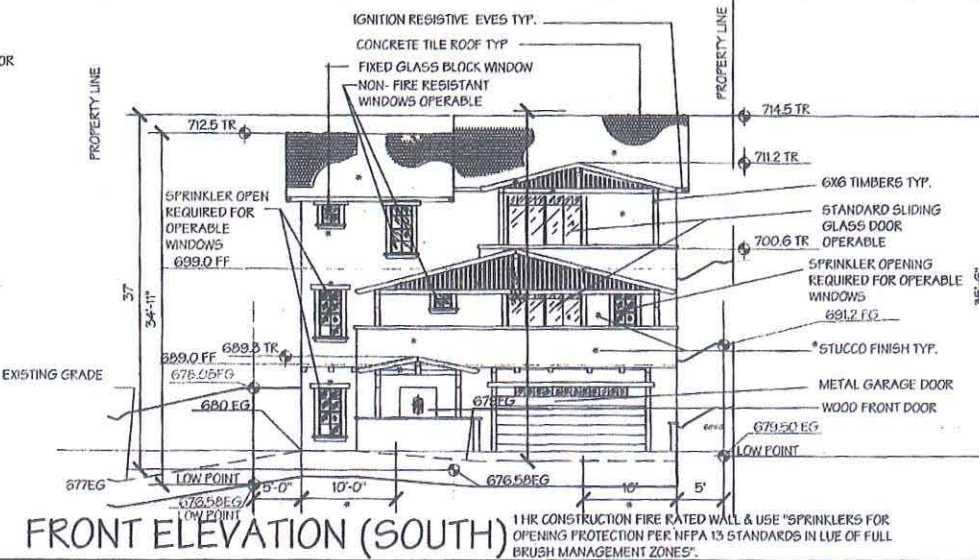 IGNITION RESISTIVE EVES TYP.
CONCRETE TILE ROOF TYP
FIXED GLASS BLOCK WINDOW
NON- FIRE RESISTANT
WINDOWS OPERABLE
OR
PROPERTY LINE
PROPERTY LINE
712.5 TR
714.5 TR
711.2 TR
6X6 TIMBERS TYP.
STANDARD SLIDING
GLASS DOOR
OPERABLE
700.6 TR
SPRINKLER OPEN
REQUIRED FOR
OPERABLE
WINDOWS
699.0 FF
SPRINKLER OPENING
REQUIRED FOR OPERABLE
WINDOWS
691.2 FG
37'
34'-11"
*STUCCO FINISH TYP.
689.3 TR
689.0 FF
EXISTING GRADE
METAL GARAGE DOOR
WOOD FRONT DOOR
680 EG
679FG
679.50 EG
LOW POINT
677EG
LOW POINT
5'-0"
10'-0"
676.58EG
10'
5'
676.58EG
LOW POINT
FRONT ELEVATION (SOUTH)
1 HR CONSTRUCTION FIRE RATED WALL & USE "SPRINKLERS FOR
OPENING PROTECTION PER NFPA 13 STANDARDS IN LUE OF FULL
BRUSH MANAGEMENT ZONES".